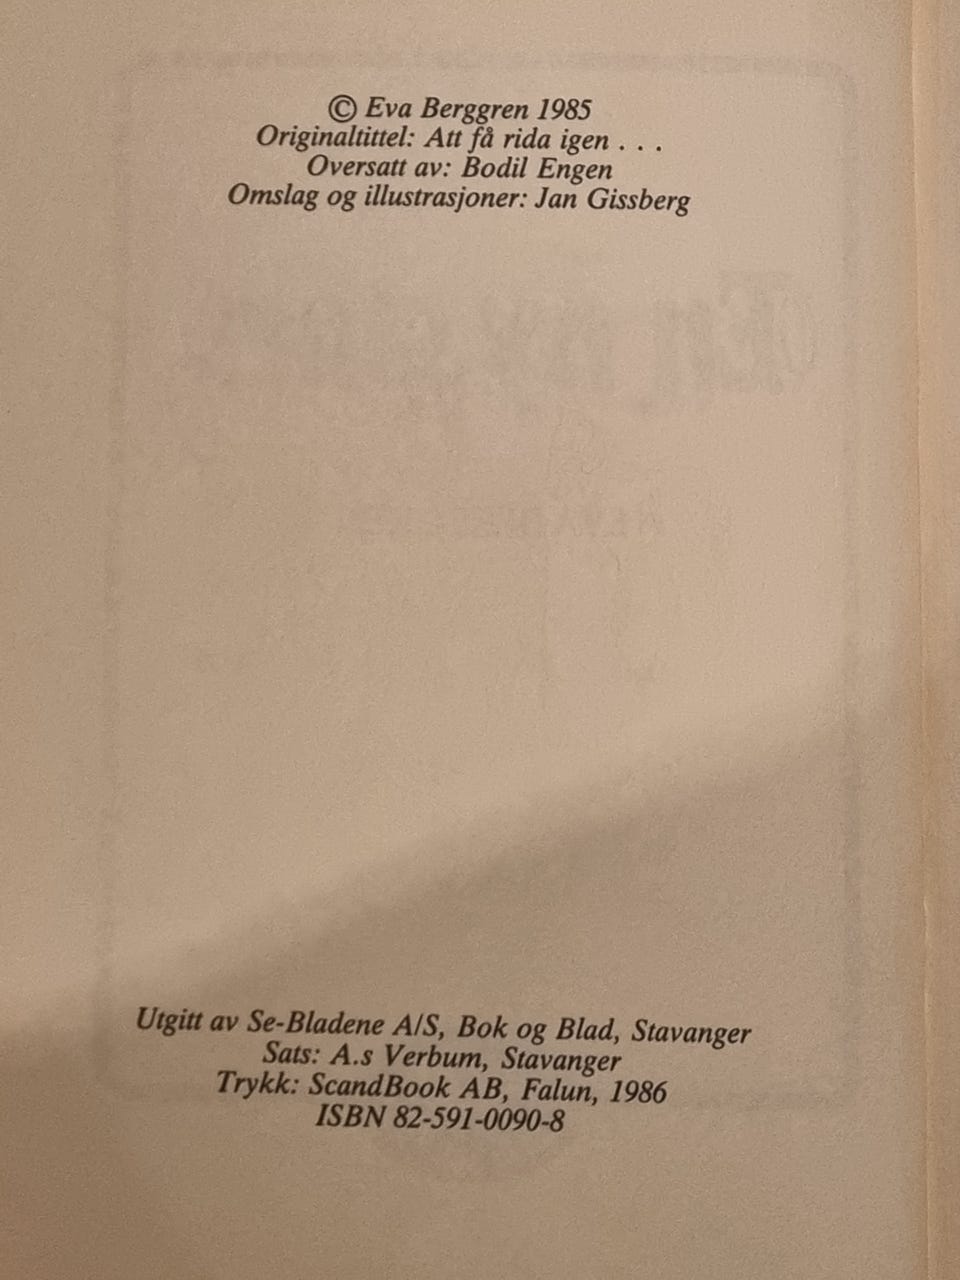 © Eva Berggren 1985
Originaltittel: Att få rida igen . . .
Oversatt av: Bodil Engen
Omslag og illustrasjoner: Jan Gissberg
Utgitt av Se-Bladene A/S, Bok og Blad, Stavanger
Sats: A.s Verbum, Stavanger
Trykk: ScandBook AB, Falun, 1986
ISBN 82-591-0090-8